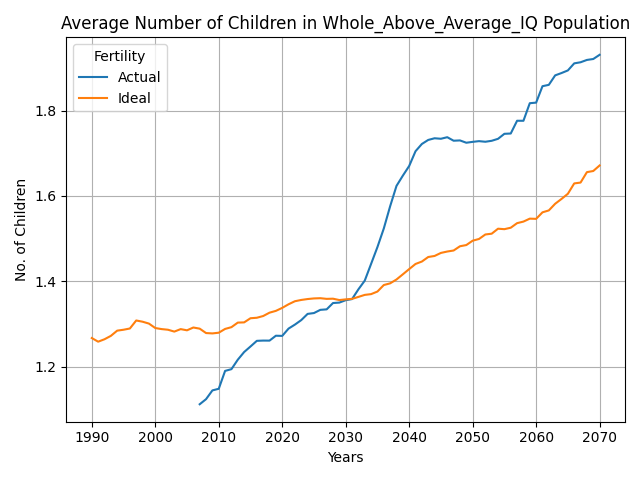 Average Number of Children in Whole_Above_Average_IQ Population
Fertility
Actual
Ideal
1.8
1.6
1.4
1.2
No. of Children
1990 2000 2010 2020 2030 2040 2050 2060 2070
Years